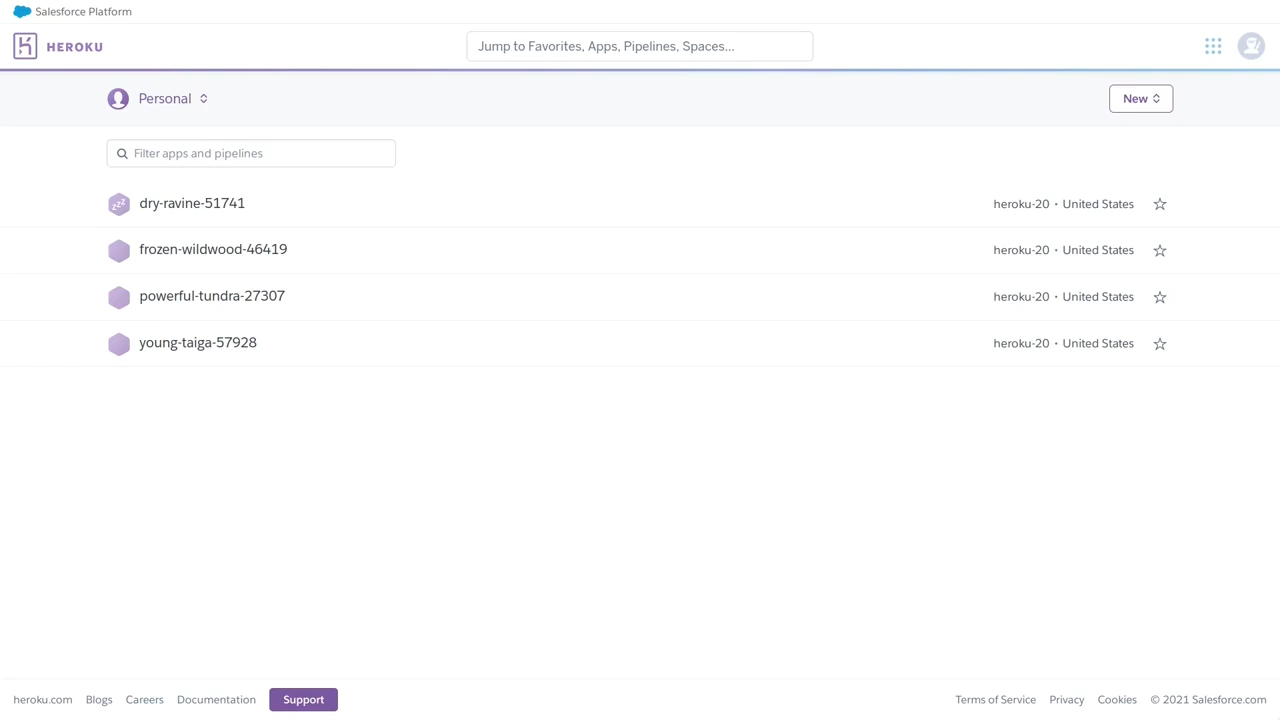 Salesforce Platform
HEROKU
Jump to Favorites, Apps, Pipelines, Spaces...
Personal
New
Filter apps and pipelines
zzz
dry-ravine-51741
heroku-20 • United States
frozen-wildwood-46419
heroku-20 • United States
powerful-tundra-27307
heroku-20 • United States
young-taiga-57928
heroku-20 • United States
heroku.com Blogs Careers Documentation Support Terms of Service Privacy Cookies © 2021 Salesforce.com